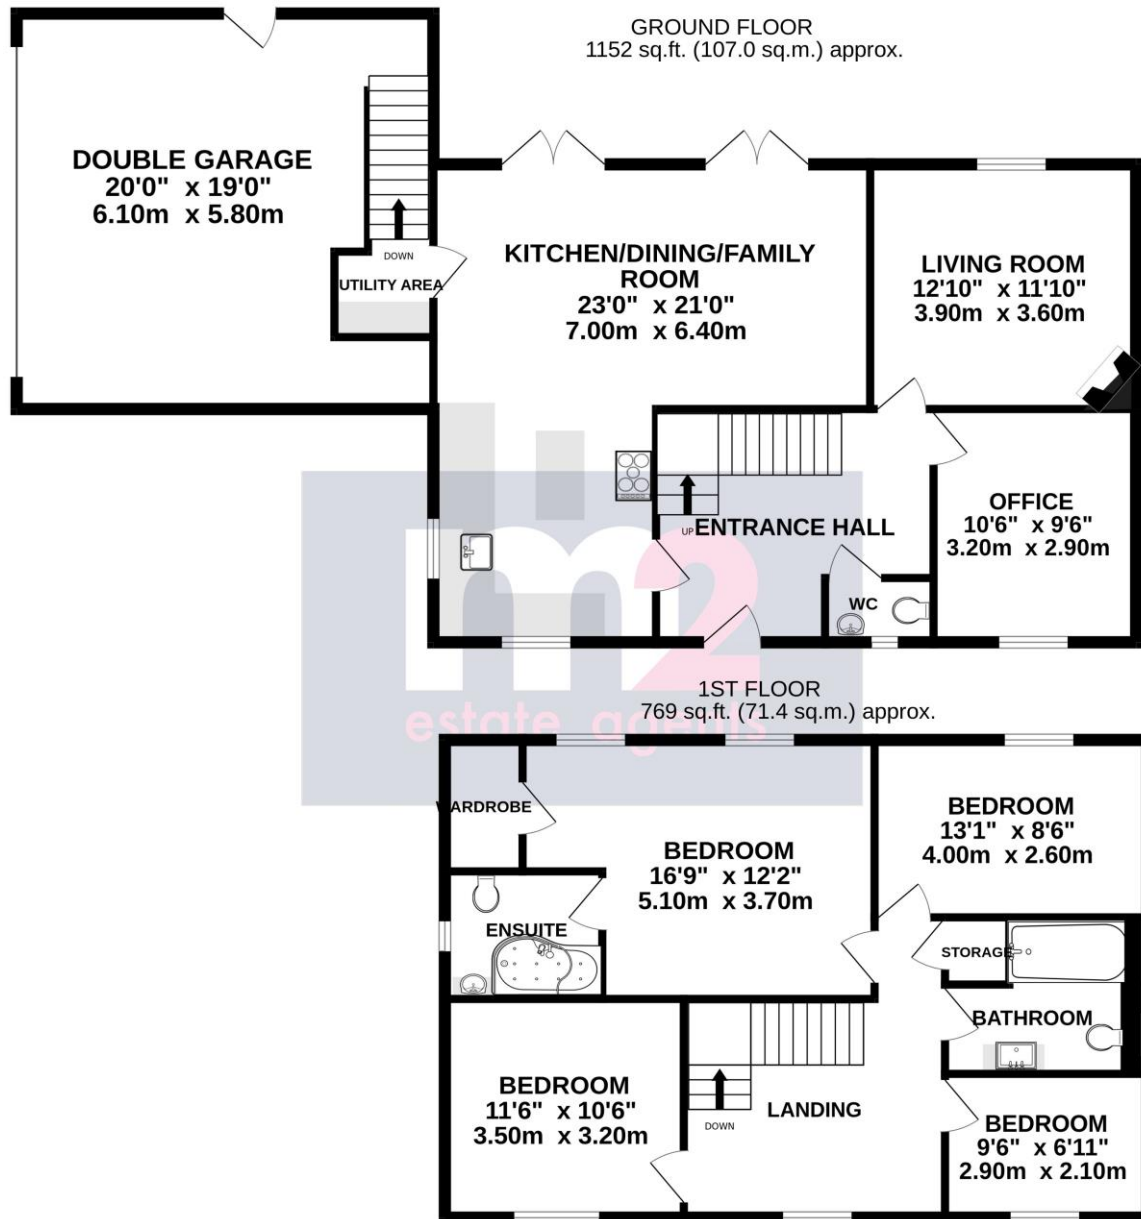 GROUND FLOOR
1152 sq.ft. (107.0 sq.m.) approx.
DOUBLE GARAGE
20'0" x 19'0"
6.10m x 5.80m
DOWN
UTILITY AREA
KITCHEN/DINING/FAMILY
ROOM
23'0" x 21'0"
7.00m x 6.40m
LIVING ROOM
12'10" x 11'10"
3.90m x 3.60m
OFFICE
10'6" x 9'6"
3.20m x 2.90m
UP
ENTRANCE HALL
WC
m2
estate agents
1ST FLOOR
769 sq.ft. (71.4 sq.m.) approx.
WARDROBE
BEDROOM
16'9" x 12'2"
5.10m x 3.70m
BEDROOM
13'1" x 8'6"
4.00m x 2.60m
ENSUITE
STORAGE
BATHROOM
BEDROOM
11'6" x 10'6"
3.50m x 3.20m
DOWN
LANDING
BEDROOM
9'6" x 6'11"
2.90m x 2.10m